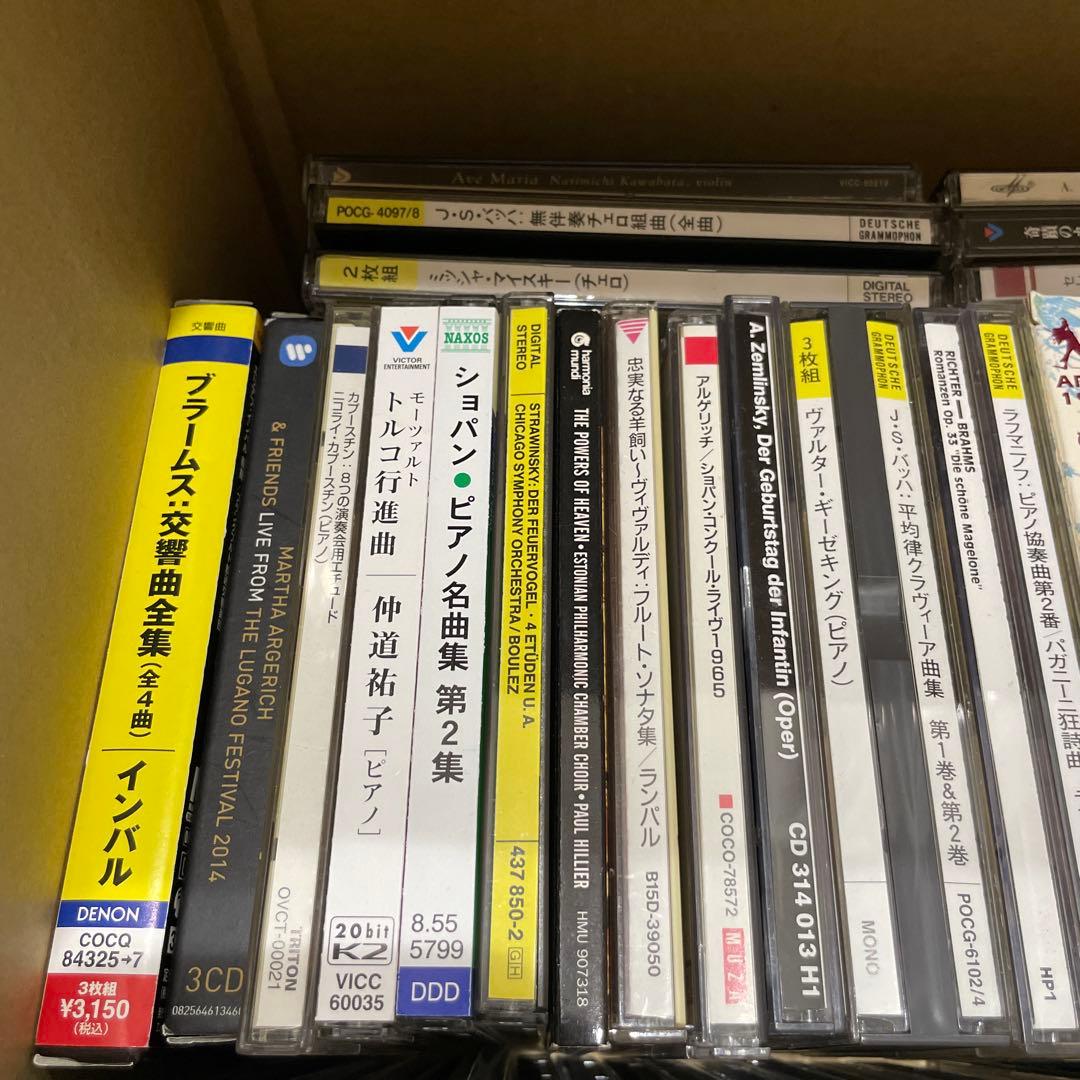 Ave Maria Narimichi Kawabata, violin
POCG-4097/8
J・S・バッハ：無伴奏チェロ組曲（全曲）
DEUTSCHE
GRAMMOPHON
2枚組
ミッシャ・マイスキー（チェロ）
DIGITAL
STEREO
交響曲
ブラームス：交響曲全集（全4曲）
インバル
DENON
COCQ
84325→7
3枚組
¥3,150
（税込）
MARTHA ARGERICH
& FRIENDS LIVE FROM THE LUGANO FESTIVAL 2014
3CD
カプースチン：8つの演奏会用エチュード
ニコライ・カプースチン（ピアノ）
OVCT-00021
TRITON
VICTOR
ENTERTAINMENT
モーツァルト
トルコ行進曲
仲道祐子［ピアノ］
20bit
K2
VICC
60035
NAXOS
ショパン●ピアノ名曲集 第2集
8.55
5799
DDD
DIGITAL
STEREO
STRAWINSKY: DER FEUERVOGEL・4 ETÜDEN U. A.
CHICAGO SYMPHONY ORCHESTRA / BOULEZ
437 850-2
GH
harmonia
mundi
THE POWERS OF HEAVEN • ESTONIAN PHILHARMONIC CHAMBER CHOIR • PAUL HILLIER
HMU 907318
忠実なる羊飼い〜ヴィヴァルディ：フルート・ソナタ集／ランパル
B15D-39050
アルゲリッチ／ショパン・コンクール・ライヴ1965
COCO-78572
MUZA
A. Zemlinsky, Der Geburtstag der Infantin (Oper)
CD 314 013 H1
3枚組
ヴァルター・ギーゼキング（ピアノ）
MONO
DEUTSCHE
GRAMMOPHON
J・S・バッハ：平均律クラヴィーア曲集 第1巻&第2巻
POCG-6102/4
RICHTER — BRAHMS
Romanzen Op. 33 "Die schöne Magelone"
DEUTSCHE
GRAMMOPHON
ラフマニノフ：ピアノ協奏曲第2番／パガニーニ狂詩曲
HP1